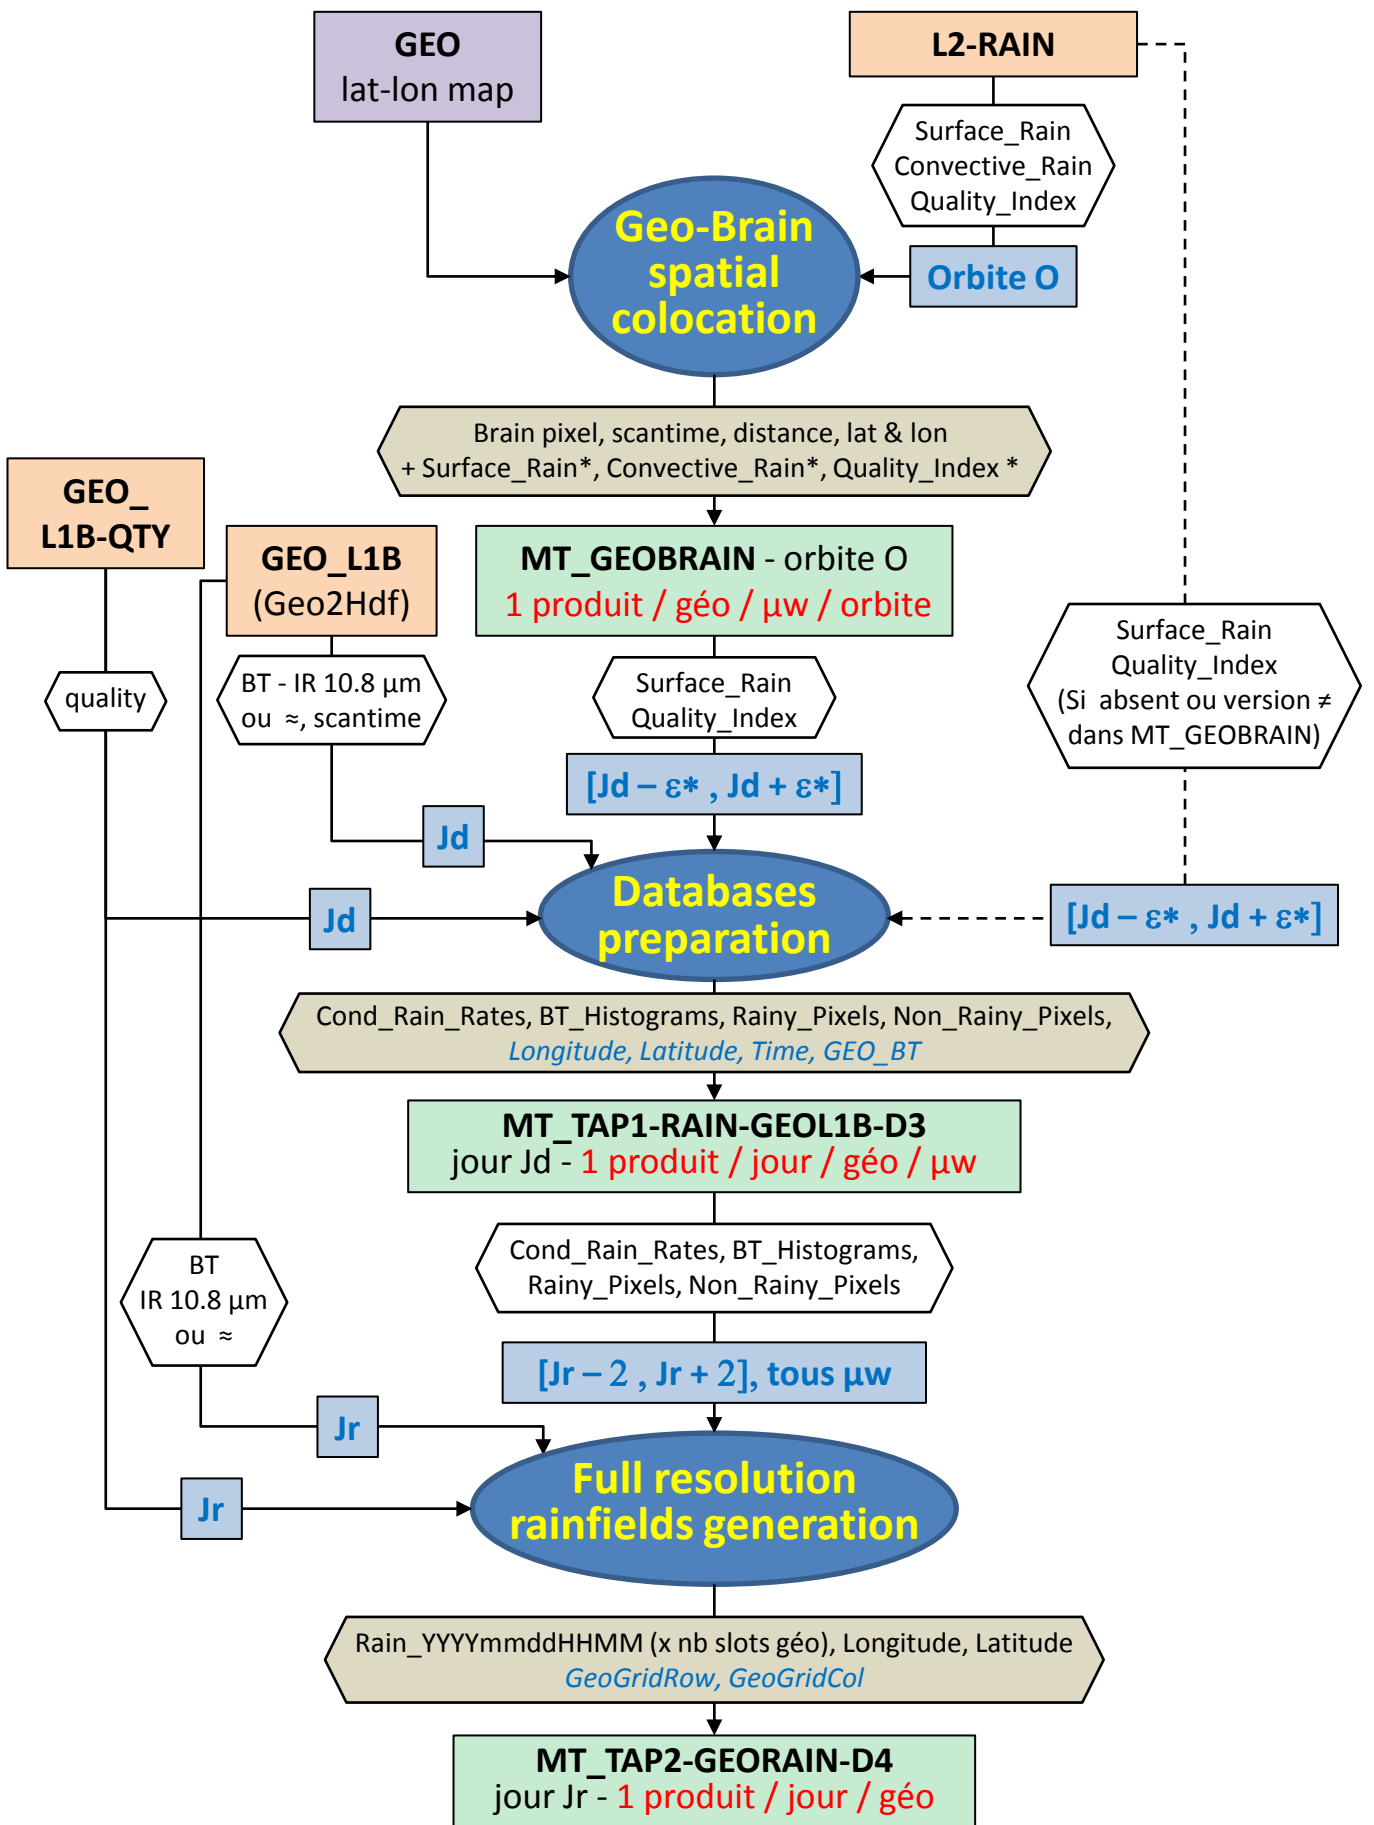 GEO
lat-lon map
L2-RAIN
Surface_Rain
Convective_Rain
Quality_Index
Orbite O
Geo-Brain
spatial
colocation
Brain pixel, scantime, distance, lat & lon
+ Surface_Rain*, Convective_Rain*, Quality_Index *
GEO_
L1B-QTY
GEO_L1B
(Geo2Hdf)
MT_GEOBRAIN - orbite O
1 produit / géo / µw / orbite
quality
BT - IR 10.8 µm
ou ≈, scantime
Surface_Rain
Quality_Index
Surface_Rain
Quality_Index
(Si absent ou version ≠
dans MT_GEOBRAIN)
[Jd – ε* , Jd + ε*]
Jd
Jd
Databases
preparation
[Jd – ε* , Jd + ε*]
Cond_Rain_Rates, BT_Histograms, Rainy_Pixels, Non_Rainy_Pixels,
Longitude, Latitude, Time, GEO_BT
MT_TAP1-RAIN-GEOL1B-D3
jour Jd - 1 produit / jour / géo / µw
Cond_Rain_Rates, BT_Histograms,
Rainy_Pixels, Non_Rainy_Pixels
BT
IR 10.8 µm
ou ≈
[Jr – 2 , Jr + 2], tous µw
Jr
Jr
Full resolution
rainfields generation
Rain_YYYYmmddHHMM (x nb slots géo), Longitude, Latitude
GeoGridRow, GeoGridCol
MT_TAP2-GEORAIN-D4
jour Jr - 1 produit / jour / géo